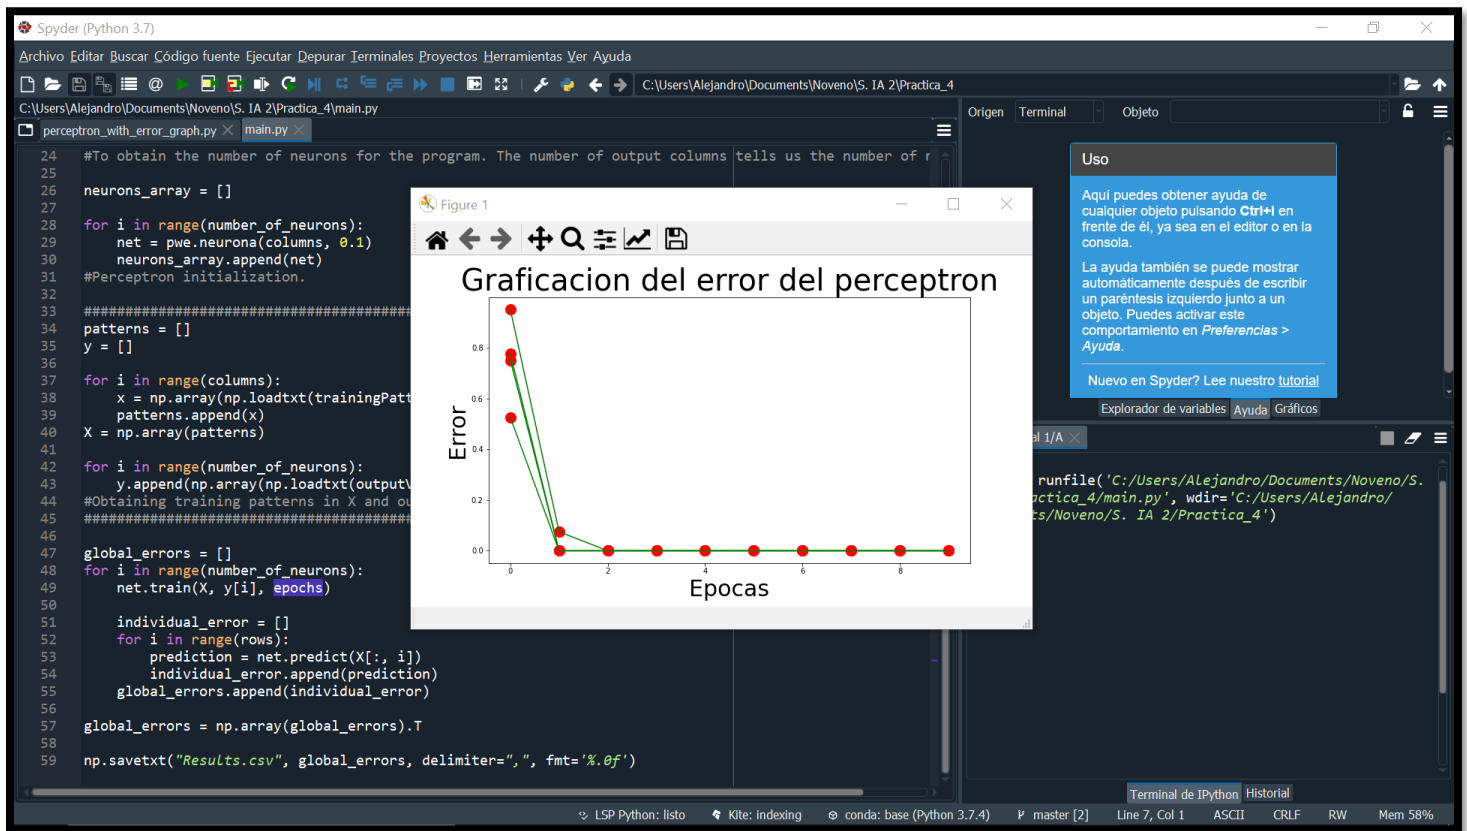 Spyder (Python 3.7)
Archivo Editar Buscar Código fuente Ejecutar Depurar Terminales Proyectos Herramientas Ver Ayuda
C:\Users\Alejandro\Documents\Noveno\S. IA 2\Practica_4
C:\Users\Alejandro\Documents\Noveno\S. IA 2\Practica_4\main.py
perceptron_with_error_graph.py main.py
24 #To obtain the number of neurons for the program. The number of output columns tells us the number of
25
26 neurons_array = []
27
28 for i in range(number_of_neurons):
29 net = pwe.neurona(columns, 0.1)
30 neurons_array.append(net)
31 #Perceptron initialization.
32
33 ########################################
34 patterns = []
35 y = []
36
37 for i in range(columns):
38 x = np.array(np.loadtxt(trainingPatt
39 patterns.append(x)
40 X = np.array(patterns)
41
42 for i in range(number_of_neurons):
43 y.append(np.array(np.loadtxt(output
44 #Obtaining training patterns in X and ou
45 ########################################
46
47 global_errors = []
48 for i in range(number_of_neurons):
49 net.train(X, y[i], epochs)
50
51 individual_error = []
52 for i in range(rows):
53 prediction = net.predict(X[:, i])
54 individual_error.append(prediction)
55 global_errors.append(individual_error)
56
57 global_errors = np.array(global_errors).T
58
59 np.savetxt("Results.csv", global_errors, delimiter=",", fmt='%.0f')
Figure 1
Graficacion del error del perceptron
0.8
0.6
0.4
0.2
0.0
Error
0 2 4 6 8
Epocas
Origen Terminal Objeto
Uso
Aquí puedes obtener ayuda de
cualquier objeto pulsando Ctrl+I en
frente de él, ya sea en el editor o en la
consola.
La ayuda también se puede mostrar
automáticamente después de escribir
un paréntesis izquierdo junto a un
objeto. Puedes activar este
comportamiento en Preferencias >
Ayuda.
Nuevo en Spyder? Lee nuestro tutorial
Explorador de variables Ayuda Gráficos
al 1/A
runfile('C:/Users/Alejandro/Documents/Noveno/S.
actica_4/main.py', wdir='C:/Users/Alejandro/
ts/Noveno/S. IA 2/Practica_4')
Terminal de IPython Historial
LSP Python: listo Kite: indexing conda: base (Python 3.7.4) master [2] Line 7, Col 1 ASCII CRLF RW Mem 58%